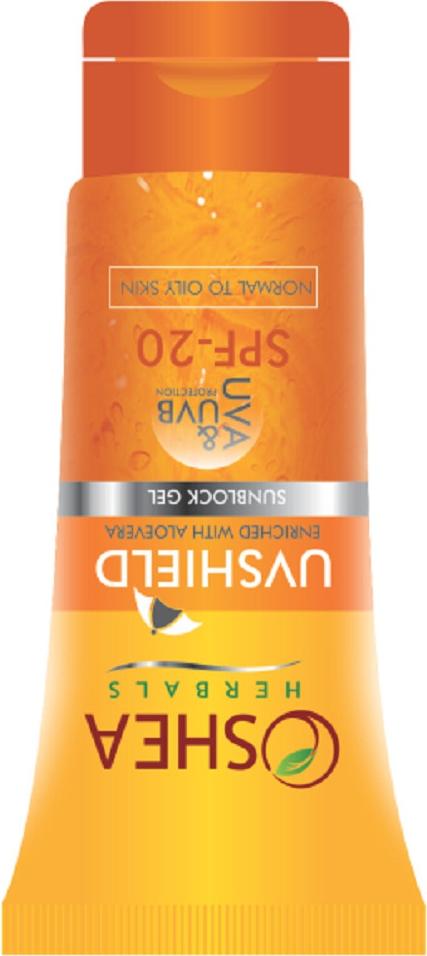 OSHEA
HERBALS
UVSHIELD
ENRICHED WITH ALOEVERA
SUNBLOCK GEL
UVA
& UVB
PROTECTION
SPF-20
NORMAL TO OILY SKIN